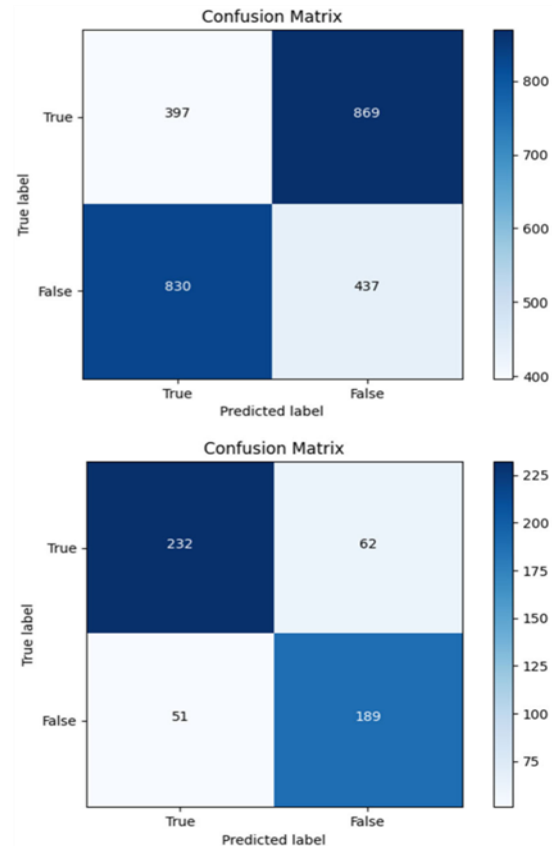 Confusion Matrix
True 397 869
False 830 437
True False
Predicted label
True label
800
700
600
500
400
Confusion Matrix
True 232 62
False 51 189
True False
Predicted label
True label
225
200
175
150
125
100
75